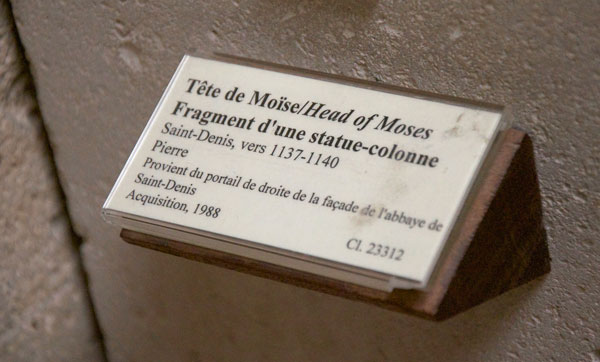 Tête de Moïse/Head of Moses
Fragment d'une statue-colonne
Saint-Denis, vers 1137-1140
Pierre
Provient du portail de droite de la façade de l'abbaye de
Saint-Denis
Acquisition, 1988
Cl. 23312